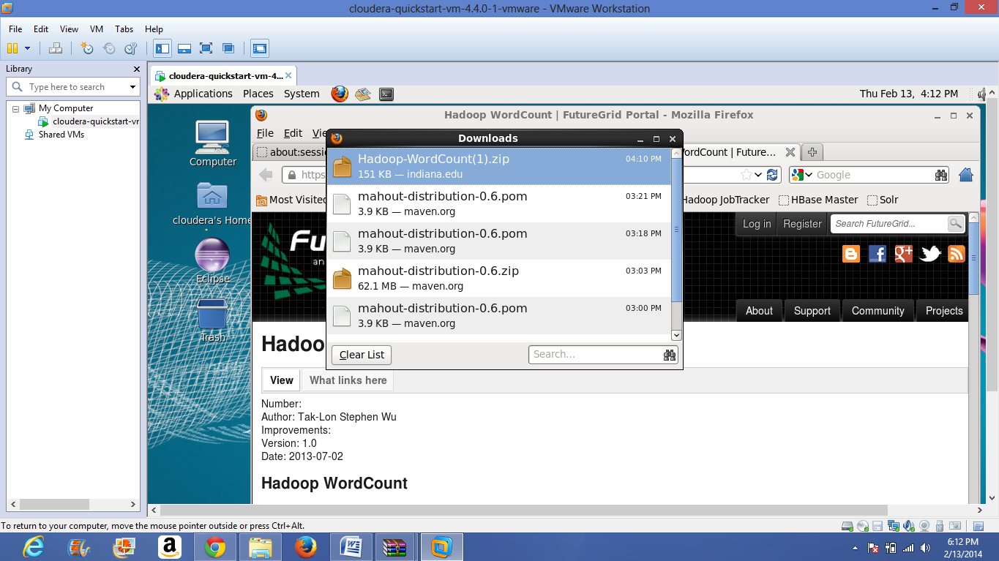 cloudera-quickstart-vm-4.4.0-1-vmware - VMware Workstation
File Edit View VM Tabs Help
Library
Type here to search
My Computer
cloudera-quickstart-vr
Shared VMs
cloudera-quickstart-vm-4...
Applications Places System
Thu Feb 13, 4:12 PM
Computer
cloudera's Home
Eclipse
Trash
Hadoop WordCount | FutureGrid Portal - Mozilla Firefox
File Edit Vie
about:sessi
WordCount | Future...
https
Google
Most Visited
Hadoop JobTracker
HBase Master
Solr
Downloads
Hadoop-WordCount(1).zip
04:10 PM
151 KB — indiana.edu
mahout-distribution-0.6.pom
03:21 PM
3.9 KB — maven.org
mahout-distribution-0.6.pom
03:18 PM
3.9 KB — maven.org
mahout-distribution-0.6.zip
03:03 PM
62.1 MB — maven.org
mahout-distribution-0.6.pom
03:00 PM
3.9 KB — maven.org
Clear List
Search...
Fu
an
Log in
Register
Search FutureGrid...
About
Support
Community
Projects
Hadoo
View
What links here
Number:
Author: Tak-Lon Stephen Wu
Improvements:
Version: 1.0
Date: 2013-07-02
Hadoop WordCount
To return to your computer, move the mouse pointer outside or press Ctrl+Alt.
6:12 PM
2/13/2014